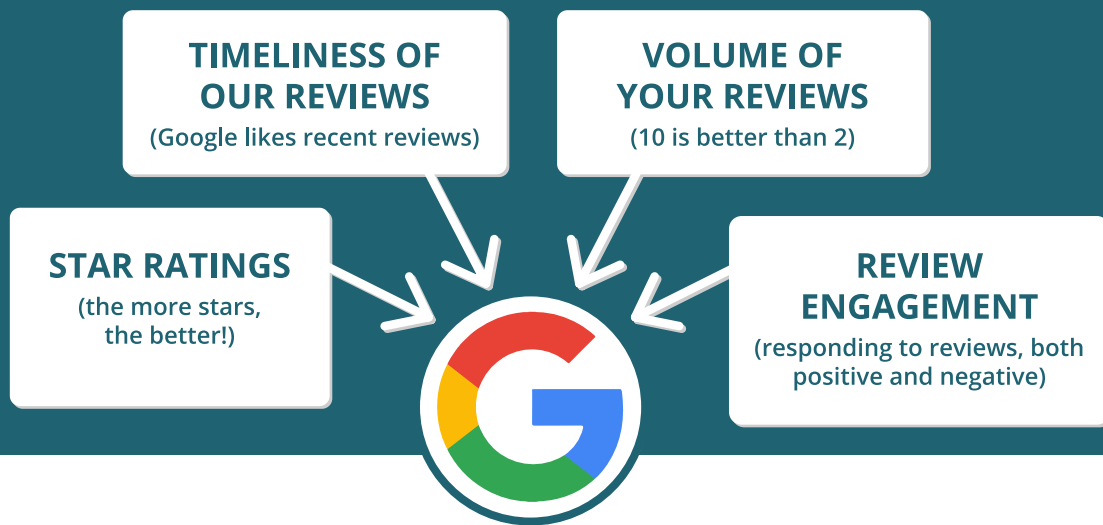 TIMELINESS OF
OUR REVIEWS
(Google likes recent reviews)
VOLUME OF
YOUR REVIEWS
(10 is better than 2)
STAR RATINGS
(the more stars,
the better!)
REVIEW
ENGAGEMENT
(responding to reviews, both
positive and negative)
G